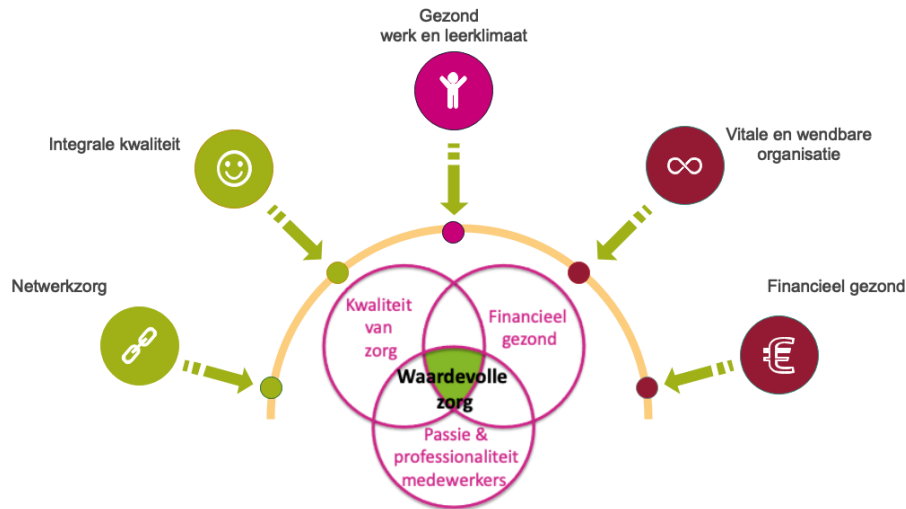 Gezond
werk en leerklimaat
Integrale kwaliteit
Vitale en wendbare
organisatie
Netwerkzorg
Financieel gezond
Kwaliteit
van
zorg
Financieel
gezond
Waardevolle
zorg
Passie &
professionaliteit
medewerkers